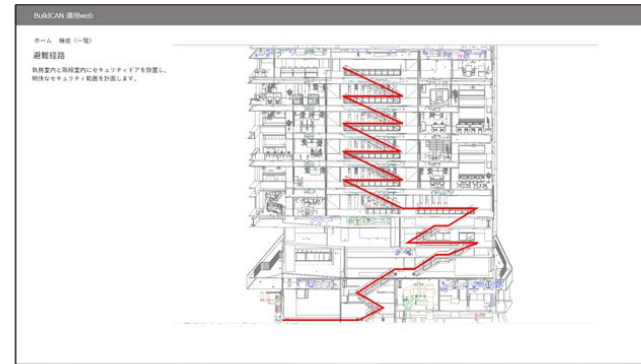 BuildCAN 運用web
ホーム 機能（一覧）
避難経路
執務室内と階段室内にセキュリティドアを設置し、
明快なセキュリティ範囲を計画します。